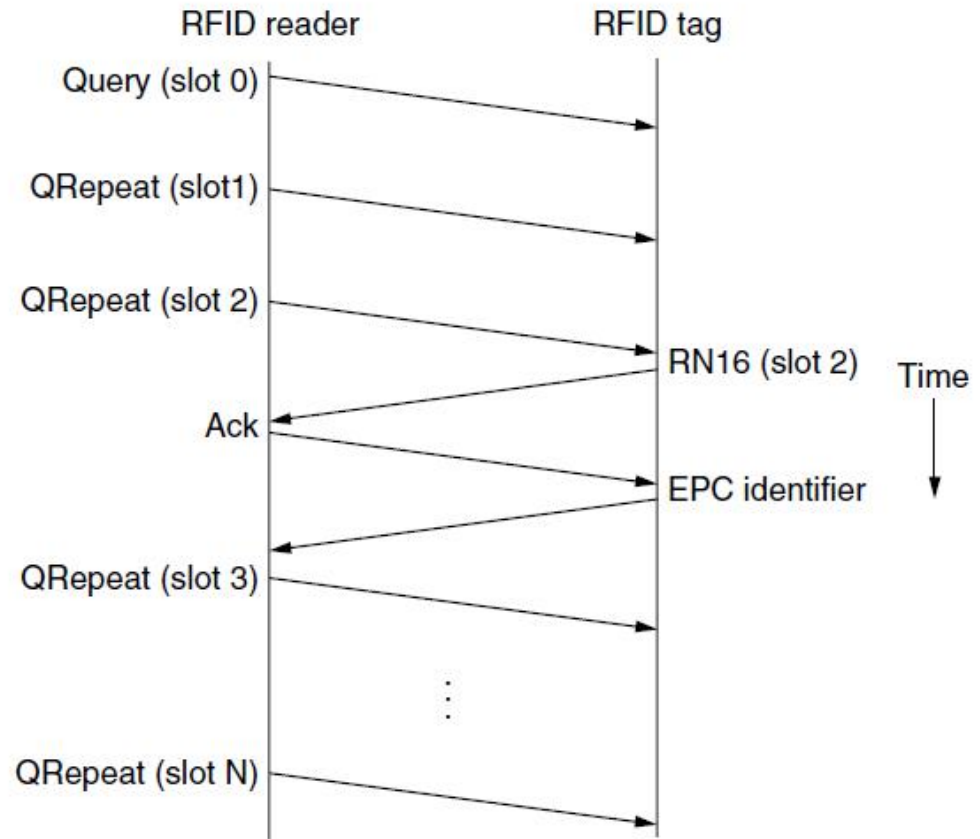 RFID reader
RFID tag
Query (slot 0)
QRepeat (slot1)
QRepeat (slot 2)
RN16 (slot 2)
Time
Ack
EPC identifier
QRepeat (slot 3)
QRepeat (slot N)